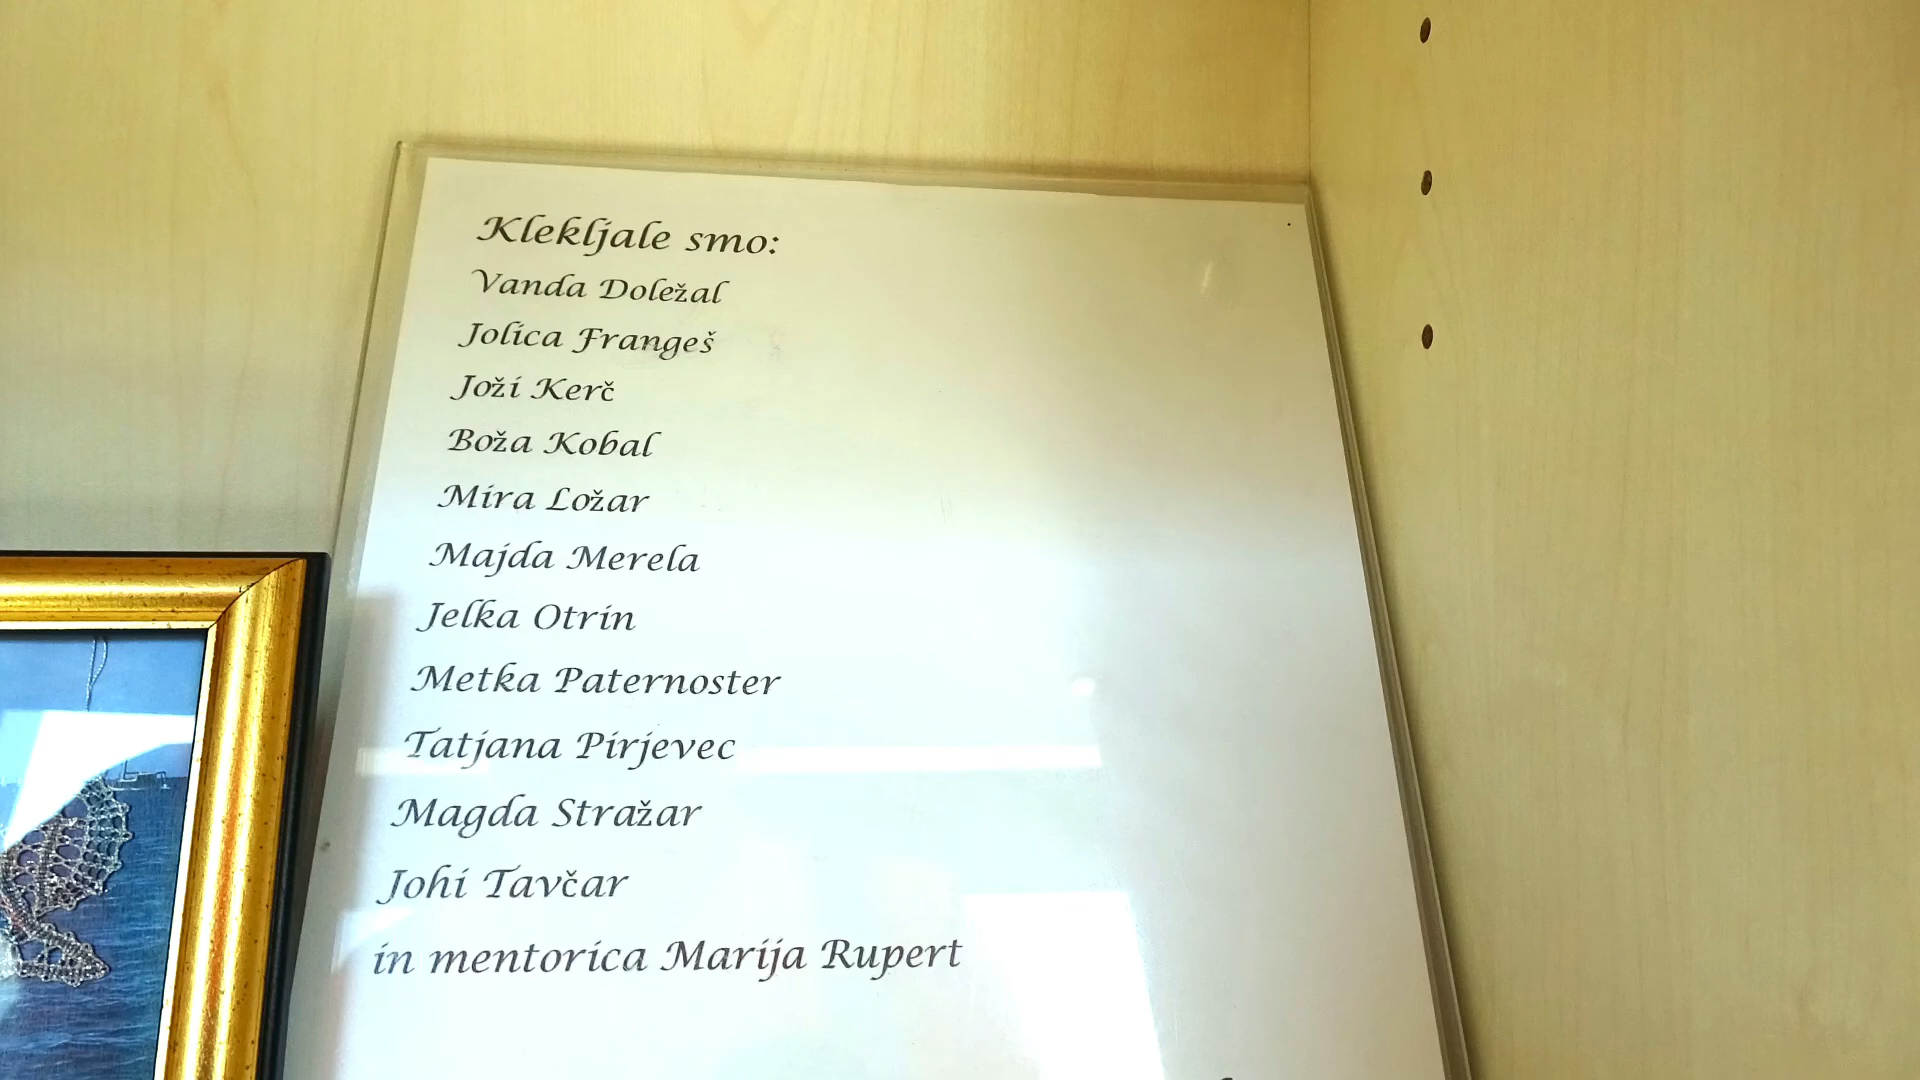 Klekljale smo:
Vanda Doležal
Jolica Frangeš
Joži Kerč
Boža Kobal
Mira Ložar
Majda Merela
Jelka Otrin
Metka Paternoster
Tatjana Pirjevec
Magda Stražar
Johi Tavčar
in mentorica Marija Rupert